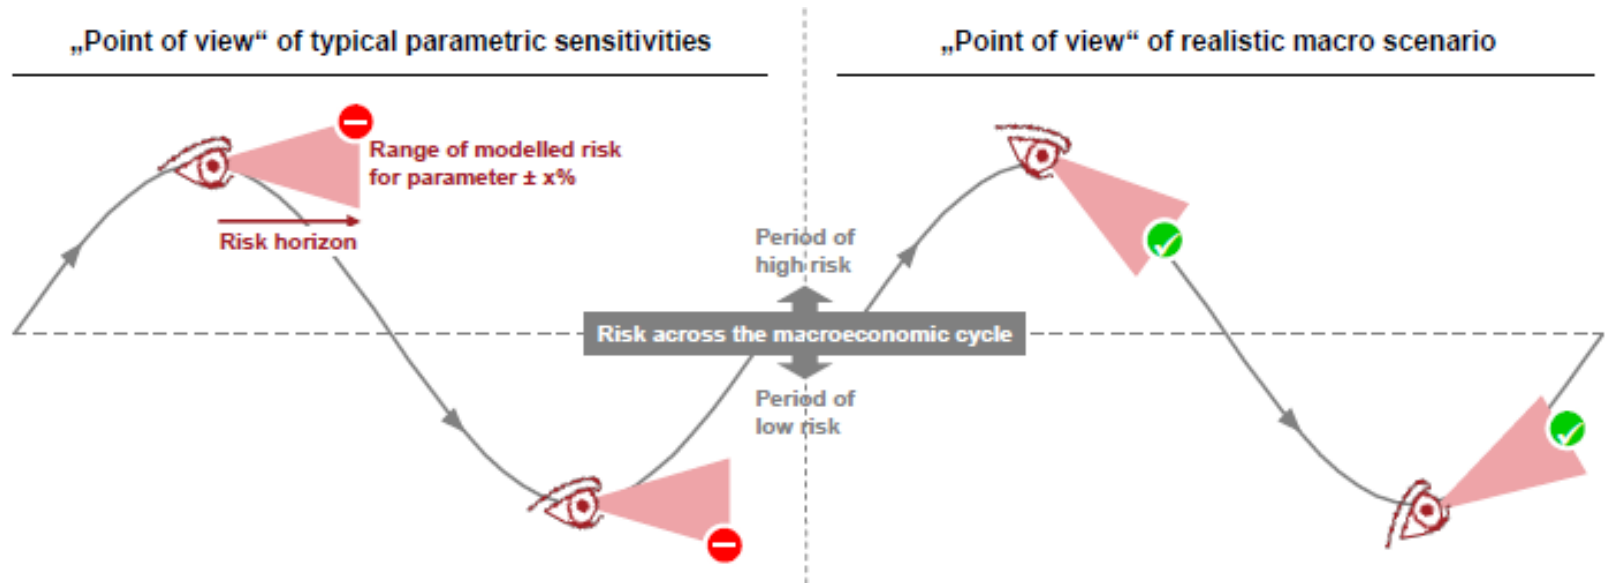 „Point of view“ of typical parametric sensitivities
„Point of view“ of realistic macro scenario
Range of modelled risk
for parameter ± x%
Risk horizon
Period of
high risk
Risk across the macroeconomic cycle
Period of
low risk